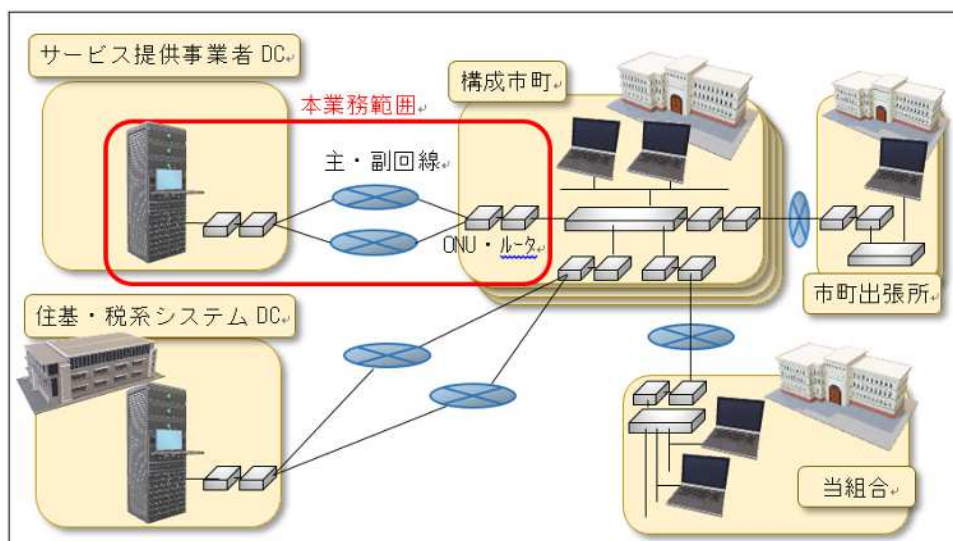 サービス提供事業者 DC
本業務範囲
構成市町
主・副回線
ONU・ルータ
市町出張所
住基・税系システム DC
当組合